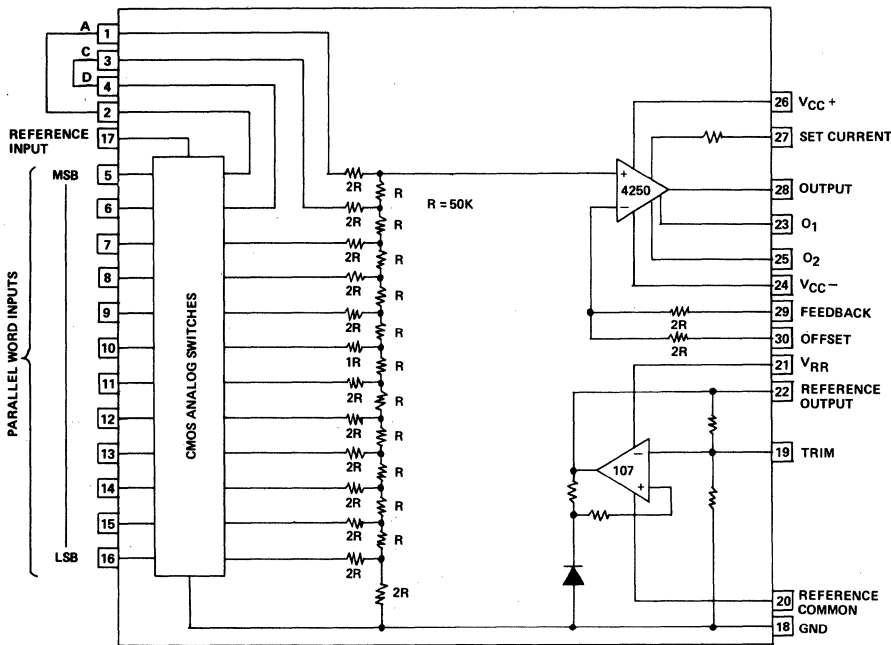 A
1
C
3
D
4
2
REFERENCE
INPUT
17
MSB
5
6
7
8
9
10
11
12
13
14
15
LSB
16
PARALLEL WORD INPUTS
CMOS ANALOG SWITCHES
2R
R
2R
R
R = 50K
2R
R
2R
R
2R
R
1R
R
2R
R
2R
R
2R
R
2R
R
2R
R
2R
2R
+
4250
−
26
VCC +
27
SET CURRENT
28
OUTPUT
23
O1
25
O2
24
VCC −
2R
29
FEEDBACK
2R
30
OFFSET
21
VRR
22
REFERENCE
OUTPUT
107
−
+
19
TRIM
20
REFERENCE
COMMON
18
GND